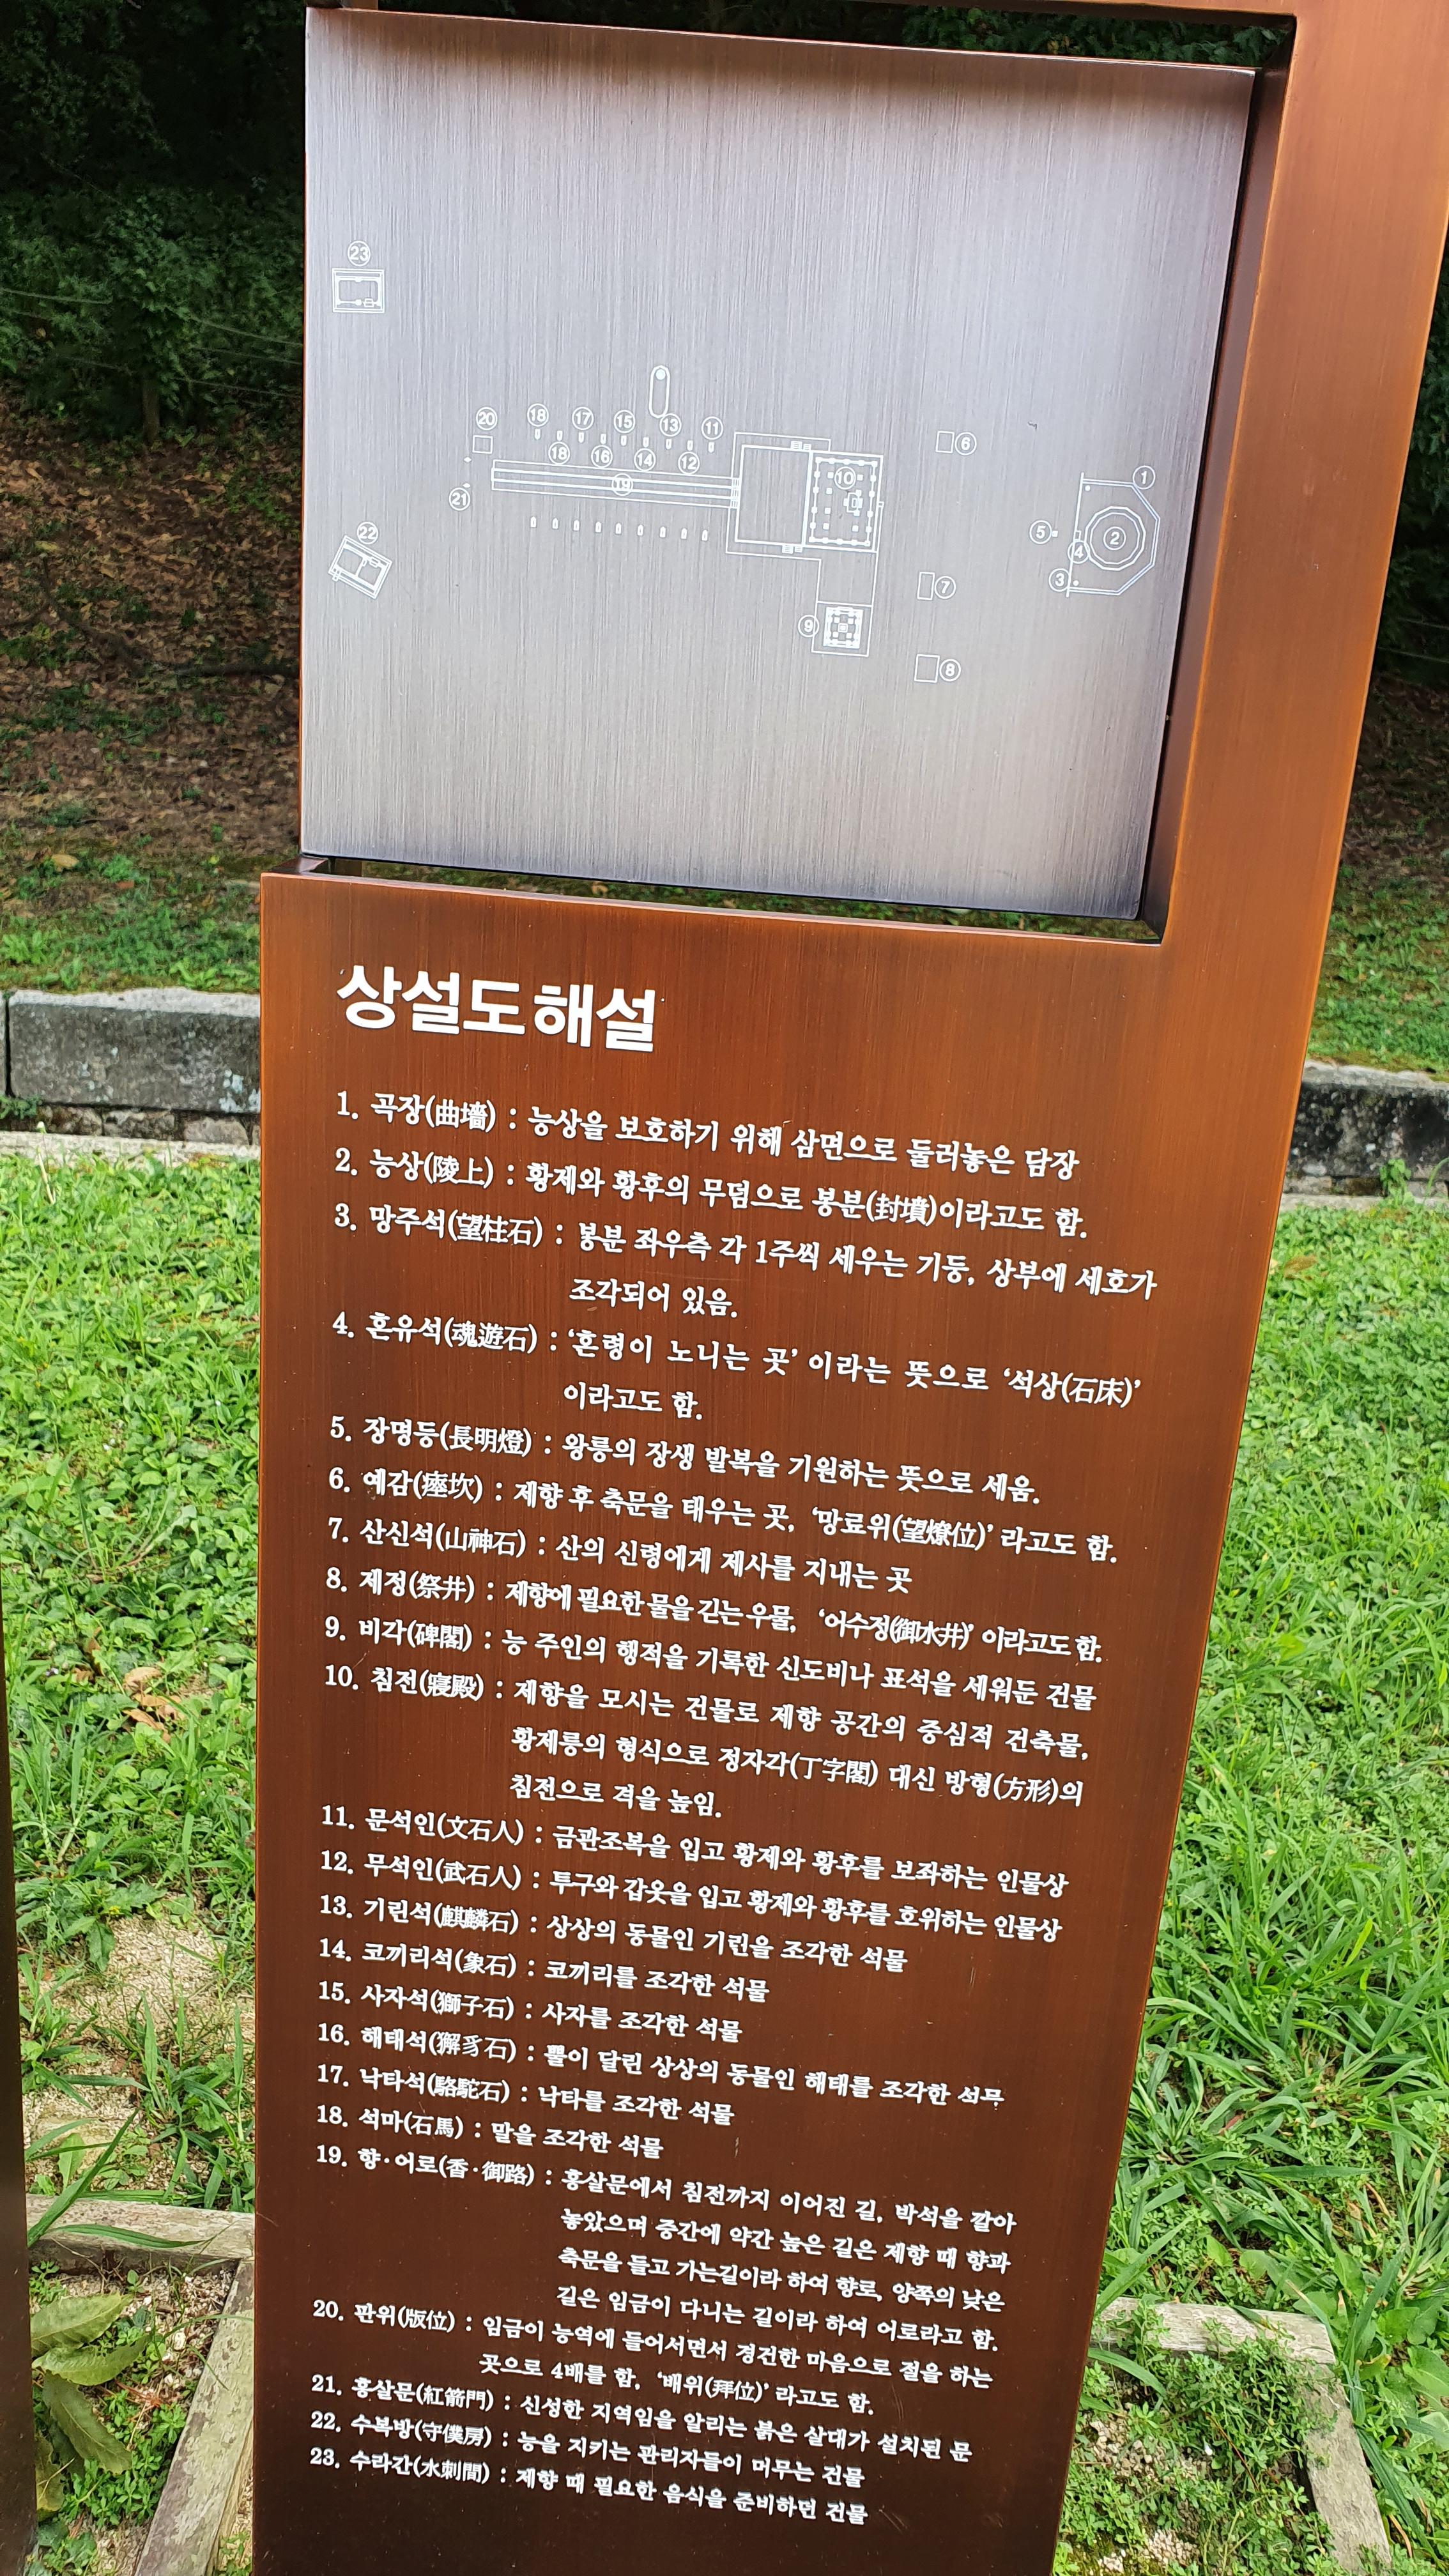 23
20
18
17
15
13
11
18
16
14
12
19
21
22
10
6
1
5
4
2
3
7
9
8
상설도해설
1. 곡장(曲墻) : 능상을 보호하기 위해 삼면으로 둘러놓은 담장
2. 능상(陵上) : 황제와 황후의 무덤으로 봉분(封墳)이라고도 함.
3. 망주석(望柱石) : 봉분 좌우측 각 1주씩 세우는 기둥, 상부에 세호가
조각되어 있음.
4. 혼유석(魂遊石) : ‘혼령이 노니는 곳’ 이라는 뜻으로 ‘석상(石床)’
이라고도 함.
5. 장명등(長明燈) : 왕릉의 장생 발복을 기원하는 뜻으로 세움.
6. 예감(瘞坎) : 제향 후 축문을 태우는 곳, ‘망료위(望燎位)’ 라고도 함.
7. 산신석(山神石) : 산의 신령에게 제사를 지내는 곳
8. 제정(祭井) : 제향에 필요한 물을 긷는 우물, ‘어수정(御水井)’ 이라고도 함.
9. 비각(碑閣) : 능 주인의 행적을 기록한 신도비나 표석을 세워둔 건물
10. 침전(寢殿) : 제향을 모시는 건물로 제향 공간의 중심적 건축물,
황제릉의 형식으로 정자각(丁字閣) 대신 방형(方形)의
침전으로 격을 높임.
11. 문석인(文石人) : 금관조복을 입고 황제와 황후를 보좌하는 인물상
12. 무석인(武石人) : 투구와 갑옷을 입고 황제와 황후를 호위하는 인물상
13. 기린석(麒麟石) : 상상의 동물인 기린을 조각한 석물
14. 코끼리석(象石) : 코끼리를 조각한 석물
15. 사자석(獅子石) : 사자를 조각한 석물
16. 해태석(獬豸石) : 뿔이 달린 상상의 동물인 해태를 조각한 석무
17. 낙타석(駱駝石) : 낙타를 조각한 석물
18. 석마(石馬) : 말을 조각한 석물
19. 향·어로(香·御路) : 홍살문에서 침전까지 이어진 길, 박석을 깔아
놓았으며 중간에 약간 높은 길은 제향 때 향과
축문을 들고 가는길이라 하여 향로, 양쪽의 낮은
길은 임금이 다니는 길이라 하여 어로라고 함.
20. 판위(版位) : 임금이 능역에 들어서면서 경건한 마음으로 절을 하는
곳으로 4배를 함, ‘배위(拜位)’ 라고도 함.
21. 홍살문(紅箭門) : 신성한 지역임을 알리는 붉은 살대가 설치된 문
22. 수복방(守僕房) : 능을 지키는 관리자들이 머무는 건물
23. 수라간(水刺間) : 제향 때 필요한 음식을 준비하던 건물